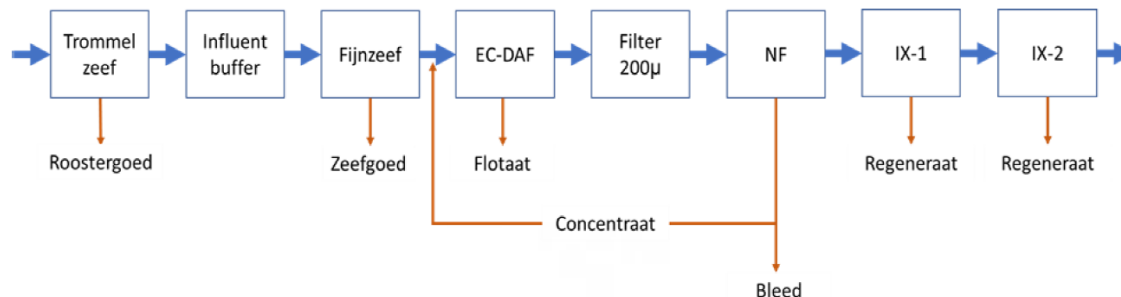 Trommel
zeef
Influent
buffer
Fijnzeef
EC-DAF
Filter
200µ
NF
IX-1
IX-2
Roostergoed
Zeefgoed
Flotaat
Regeneraat
Regeneraat
Concentraat
Bleed